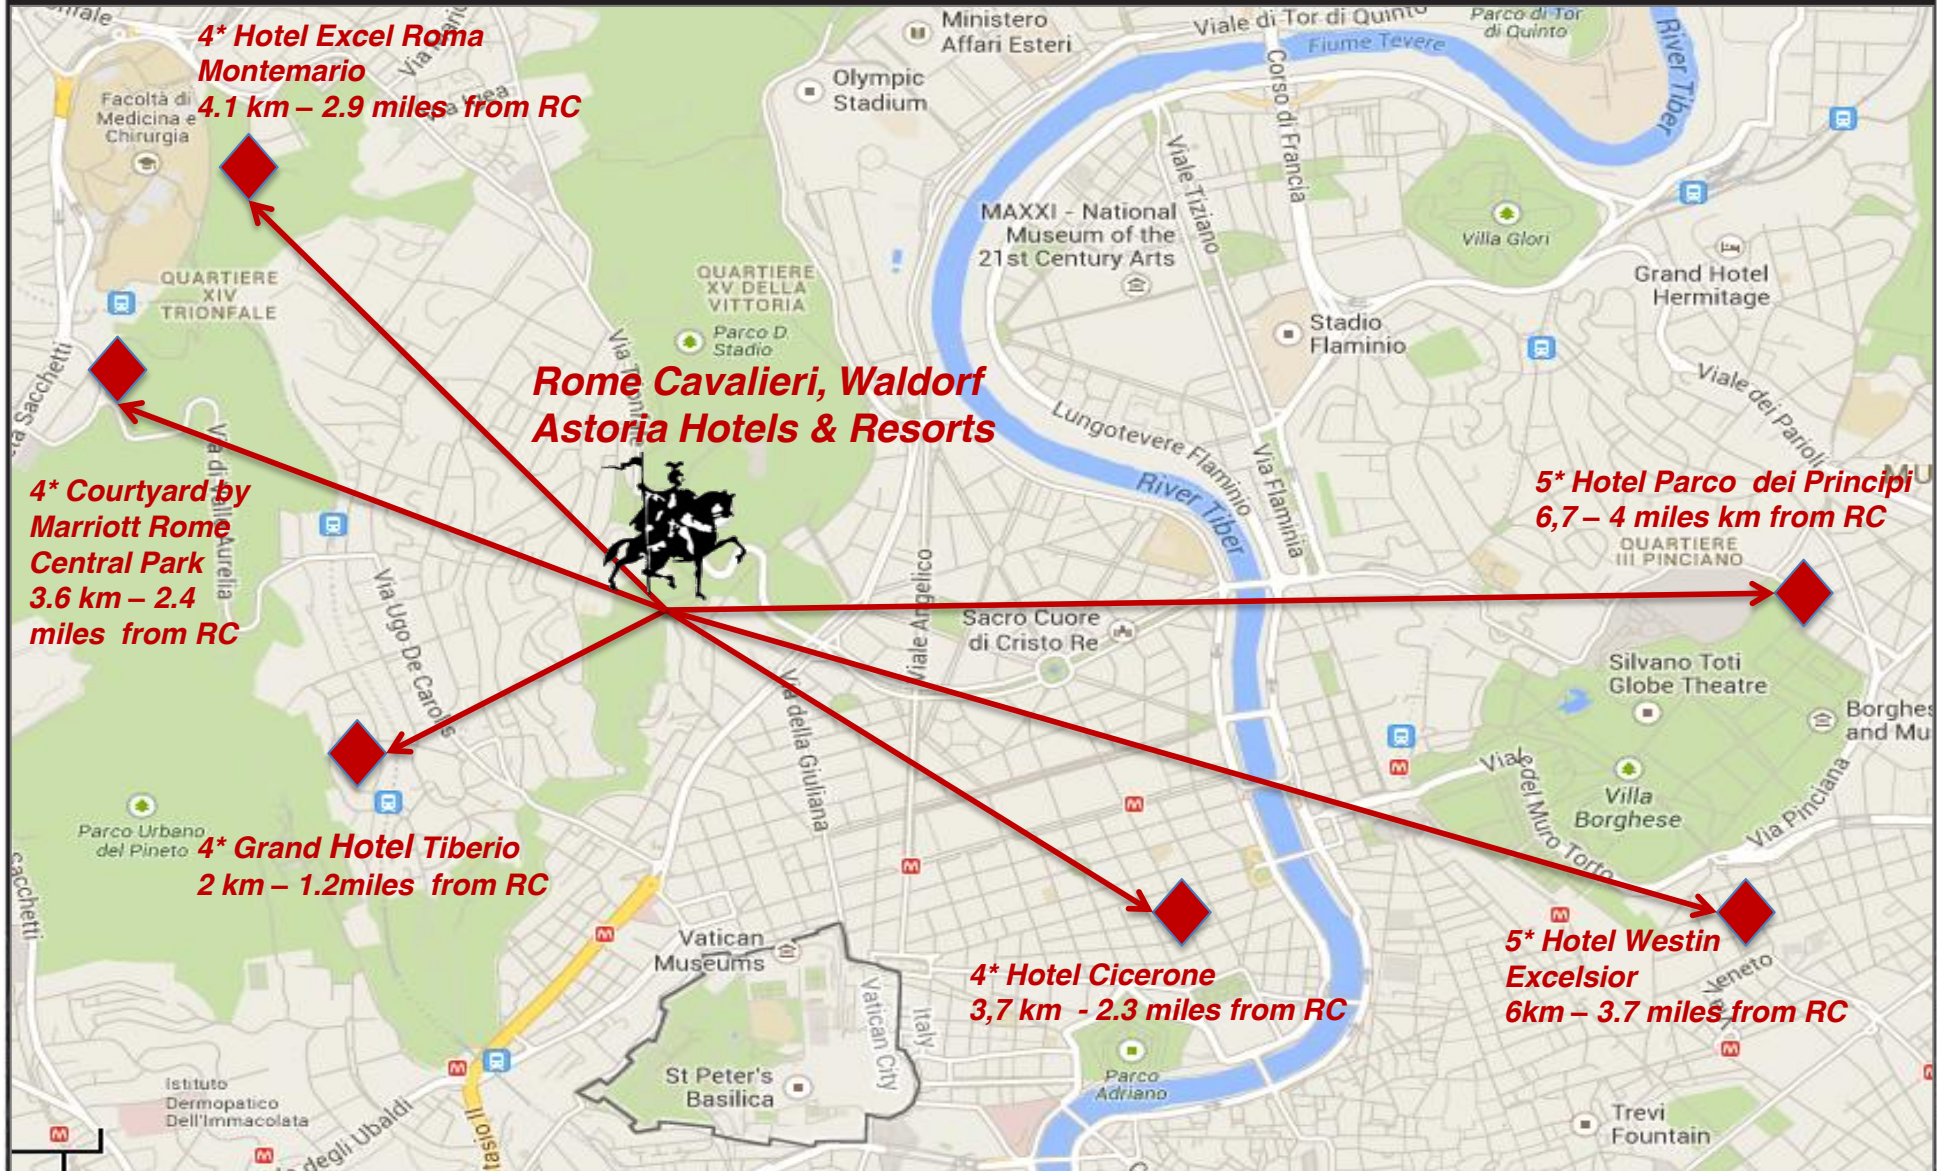 4* Hotel Excel Roma
Montemario
4.1 km – 2.9 miles from RC
Ministero
Affari Esteri
Viale di Tor di Quinto
Fiume Tevere
Parco di Tor
di Quinto
River Tiber
Olympic
Stadium
Corso di Francia
Facoltà di
Medicina e
Chirurgia
Viale Tiziano
MAXXI - National
Museum of the
21st Century Arts
Villa Glori
Grand Hotel
Hermitage
QUARTIERE
XIV
TRIONFALE
QUARTIERE
XV DELLA
VITTORIA
Parco D.
Stadio
Stadio
Flaminio
Viale dei Parioli
Rome Cavalieri, Waldorf
Astoria Hotels & Resorts
Lungotevere Flaminio
River Tiber
Via Flaminia
4* Courtyard by
Marriott Rome
Central Park
3.6 km – 2.4
miles from RC
5* Hotel Parco dei Principi
6,7 – 4 miles km from RC
QUARTIERE
III PINCIANO
Via Ugo De Carolis
Viale Angelico
Sacro Cuore
di Cristo Re
Silvano Toti
Globe Theatre
Via della Giuliana
Villa
Borghese
Viale del Muro Torto
Via Pinciana
Parco Urbano
del Pineto
4* Grand Hotel Tiberio
2 km – 1.2miles from RC
Sacchetti
Vatican
Museums
Vatican City
Italy
4* Hotel Cicerone
3,7 km - 2.3 miles from RC
5* Hotel Westin
Excelsior
6km – 3.7 miles from RC
Veneto
St Peter's
Basilica
Parco
Adriano
Istituto
Dermopatico
Dell'Immacolata
degli Ubaldi
Trevi
Fountain